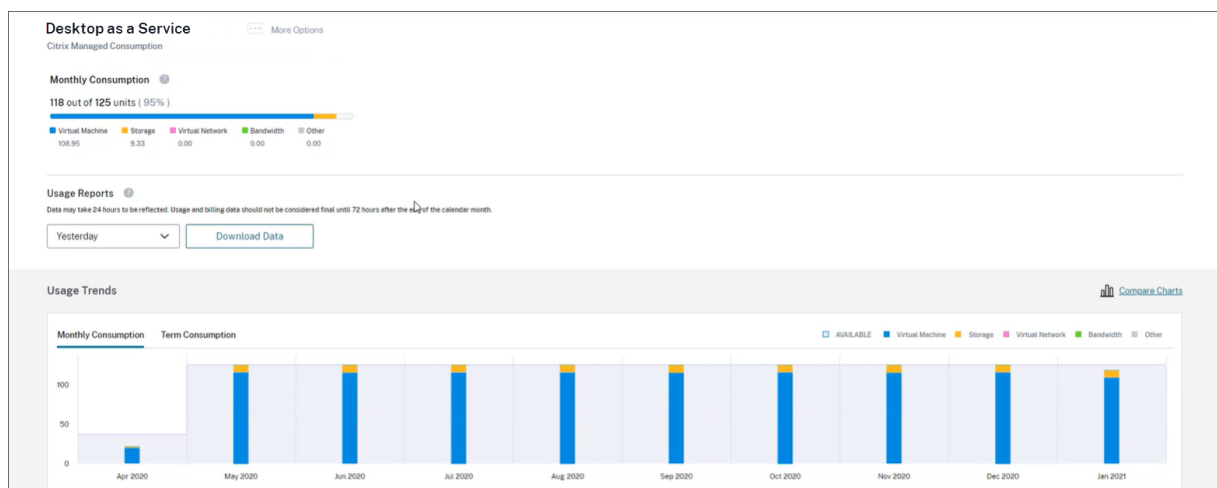 Desktop as a Service
··· More Options
Citrix Managed Consumption
Monthly Consumption ?
118 out of 125 units ( 95% )
Virtual Machine Storage Virtual Network Bandwidth Other
108.95 9.33 0.00 0.00 0.00
Usage Reports ?
Data may take 24 hours to be reflected. Usage and billing data should not be considered final until 72 hours after the end of the calendar month.
Yesterday Download Data
Usage Trends Compare Charts
Monthly Consumption Term Consumption AVAILABLE Virtual Machine Storage Virtual Network Bandwidth Other
100
50
0
Apr 2020 May 2020 Jun 2020 Jul 2020 Aug 2020 Sep 2020 Oct 2020 Nov 2020 Dec 2020 Jan 2021